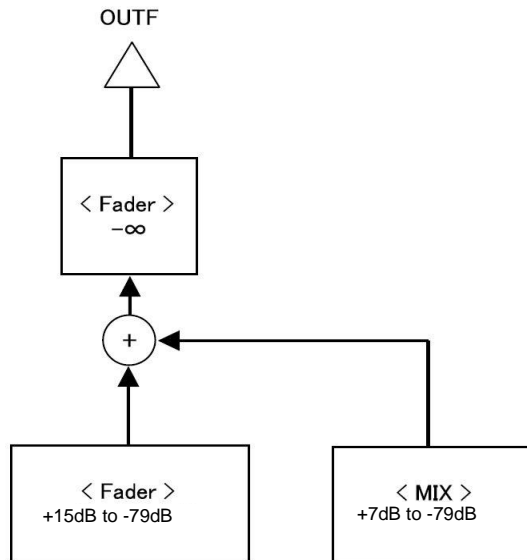 OUTF
< Fader >
-∞
+
< Fader >
+15dB to -79dB
< MIX >
+7dB to -79dB